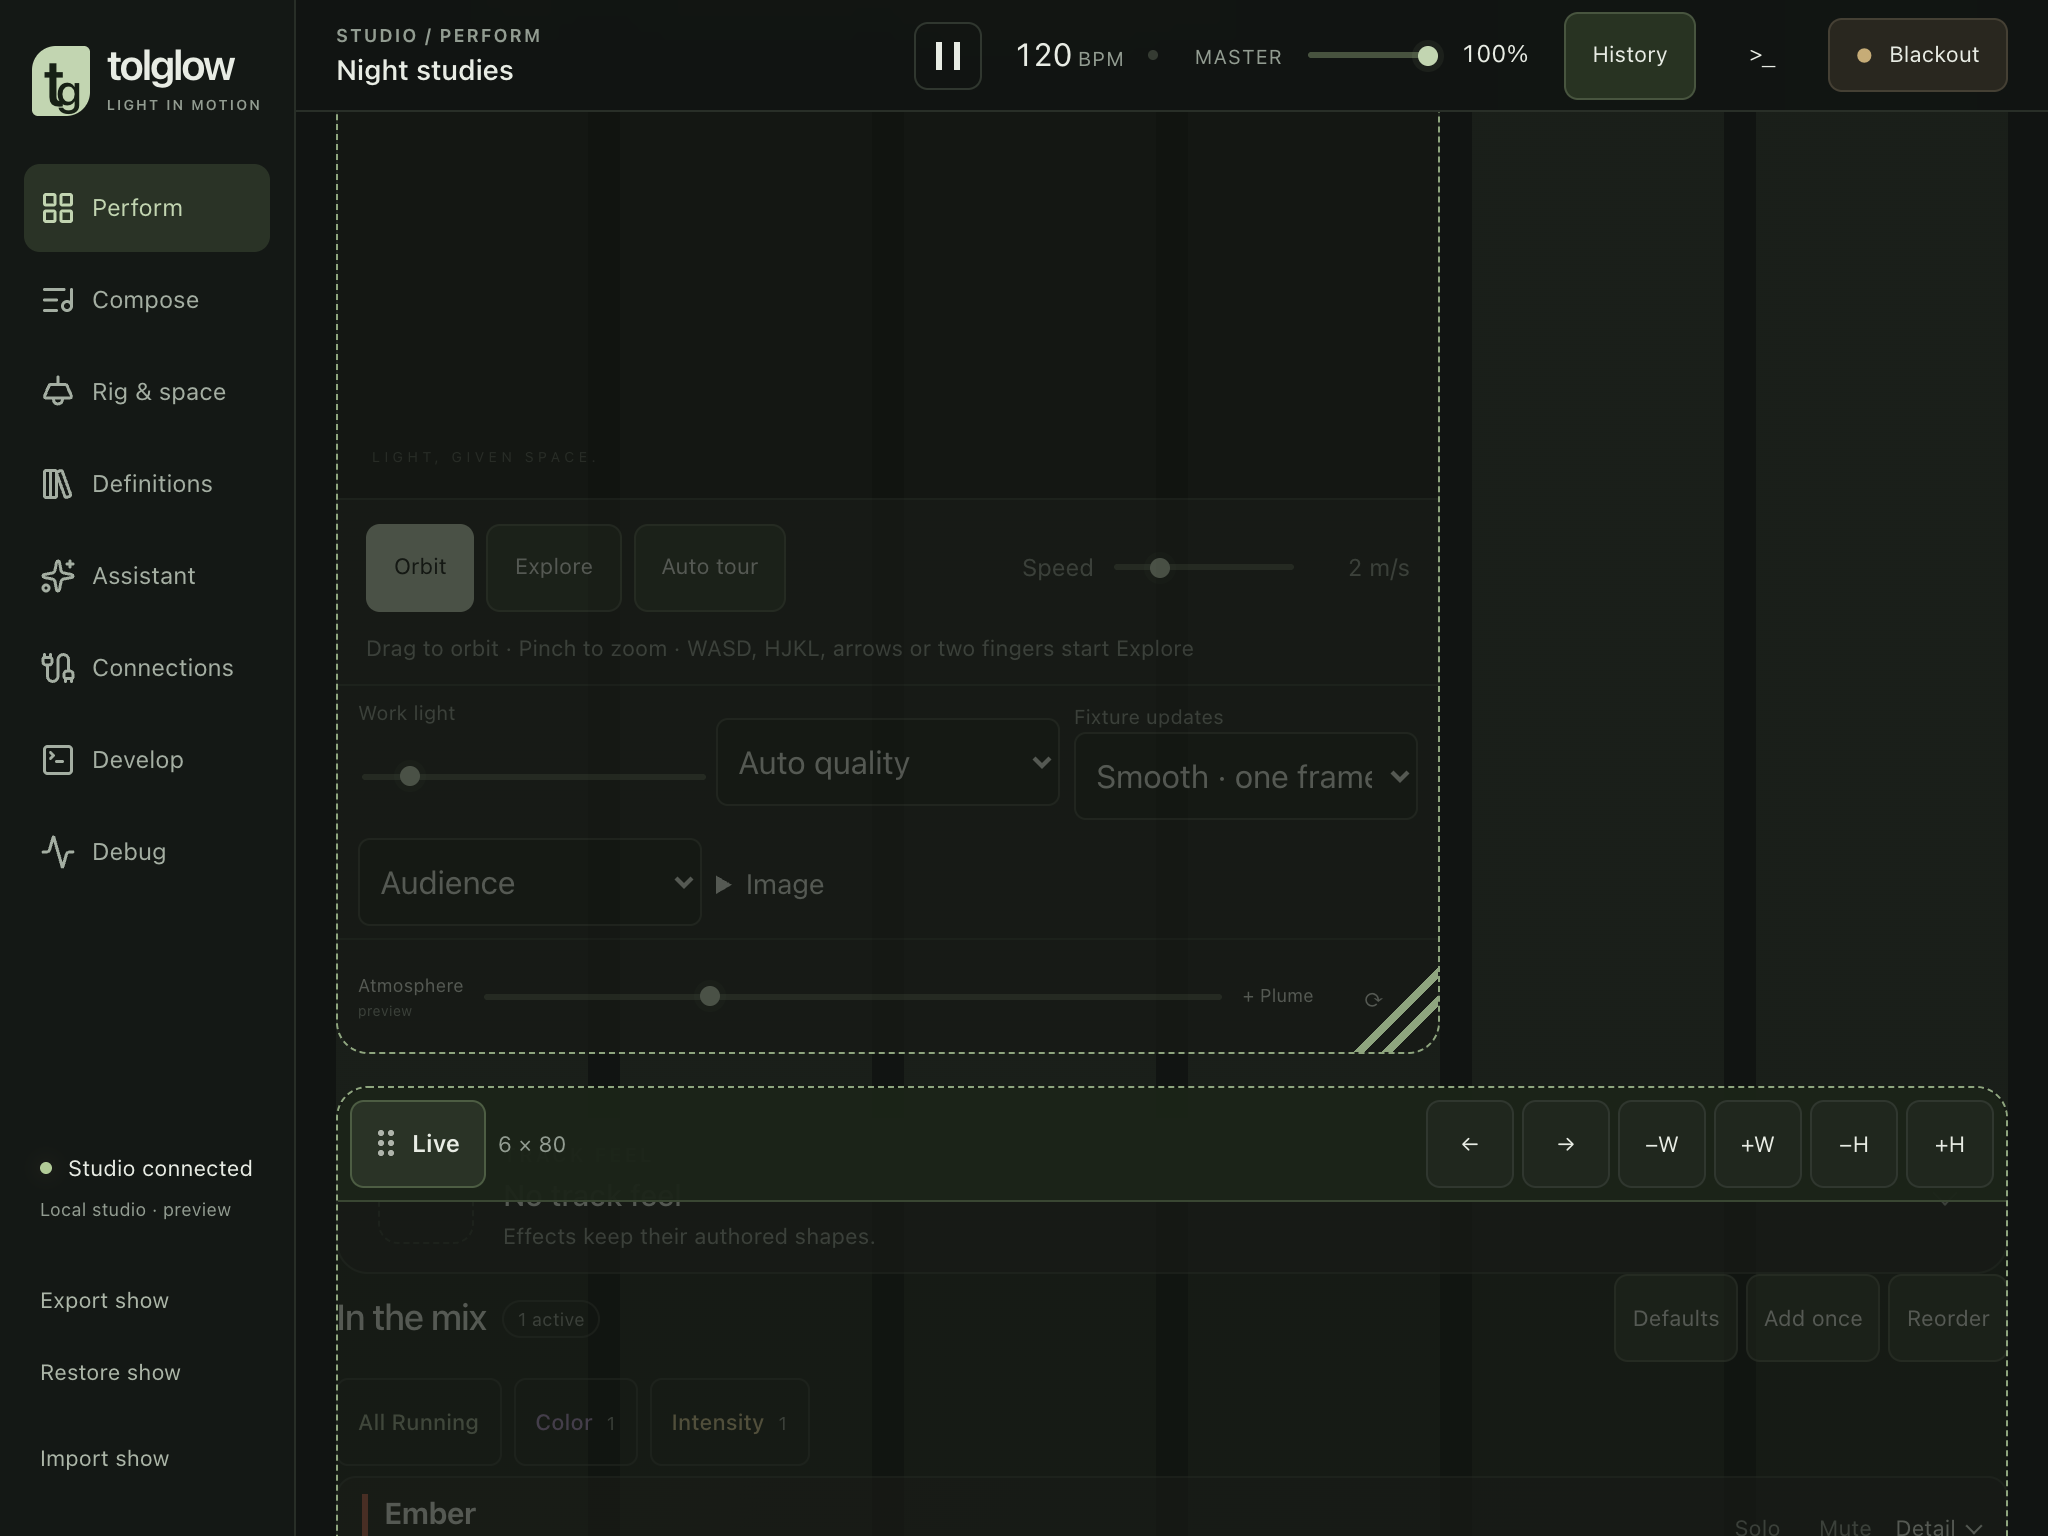 tg
tolglow
LIGHT IN MOTION
STUDIO / PERFORM
Night studies
120 BPM
MASTER
100%
History
>_
Blackout
Perform
Compose
Rig & space
Definitions
Assistant
Connections
Develop
Debug
Studio connected
Local studio · preview
Export show
Restore show
Import show
LIGHT, GIVEN SPACE.
Orbit
Explore
Auto tour
Speed
2 m/s
Drag to orbit · Pinch to zoom · WASD, HJKL, arrows or two fingers start Explore
Work light
Auto quality
Fixture updates
Smooth · one frame
Audience
Image
Atmosphere
preview
+ Plume
Live
6 × 80
←
→
−W
+W
−H
+H
No track feel
Effects keep their authored shapes.
In the mix
1 active
Defaults
Add once
Reorder
All Running
Color 1
Intensity 1
Ember
Solo
Mute
Detail